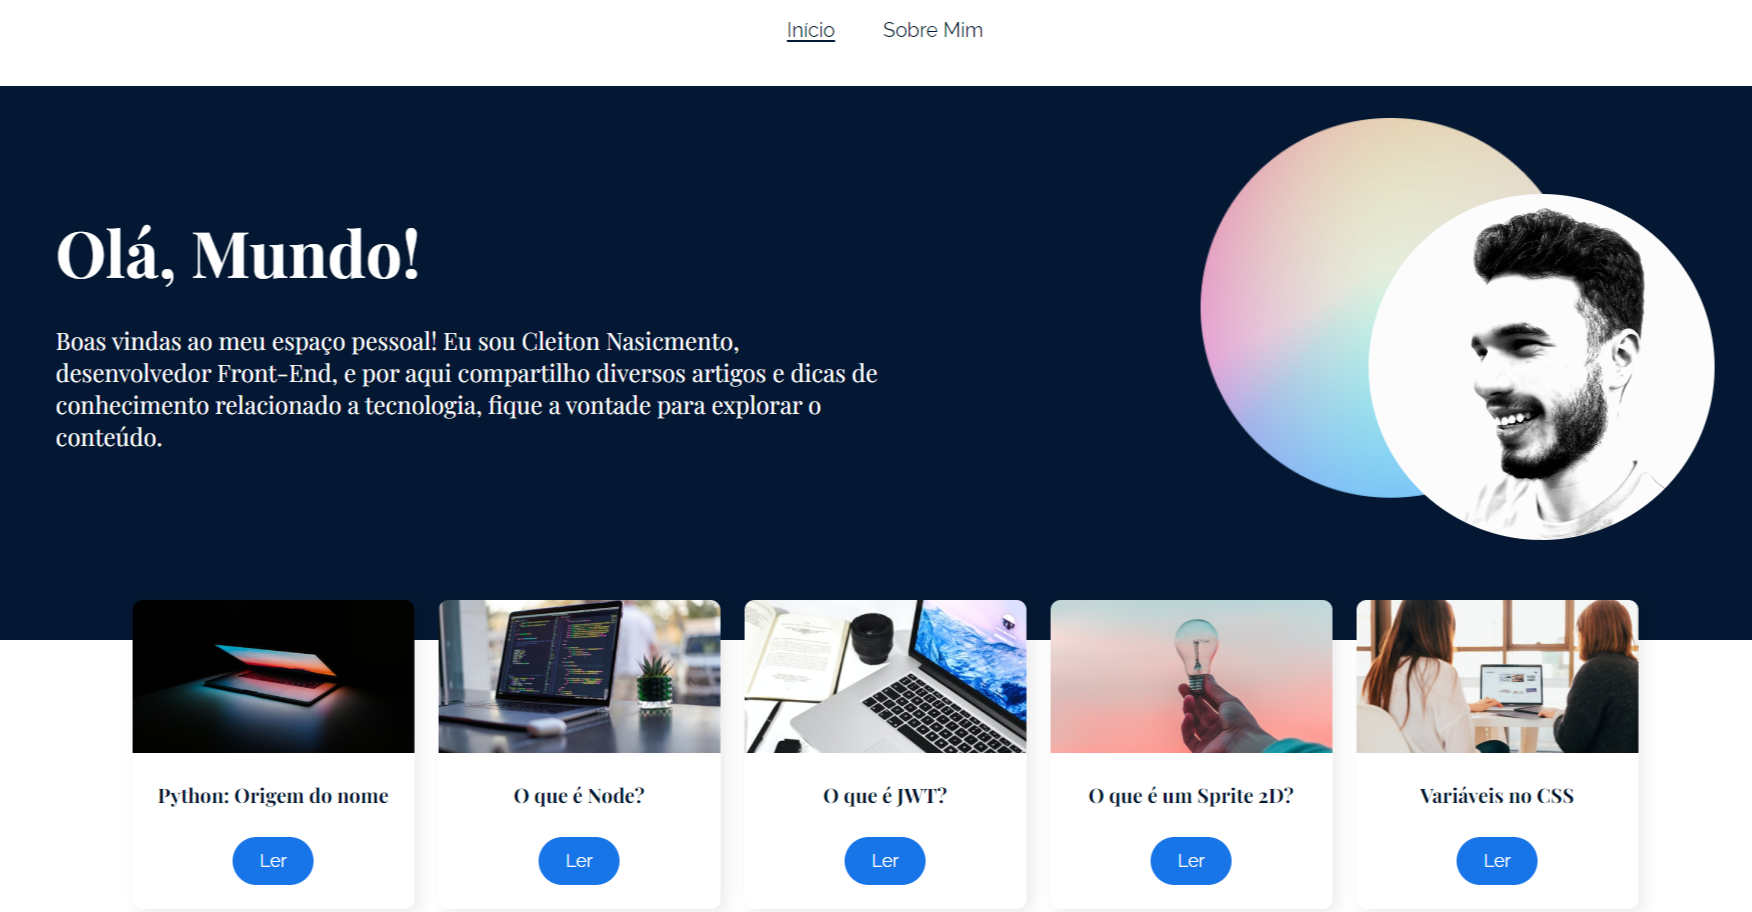 Início Sobre Mim
Olá, Mundo!
Boas vindas ao meu espaço pessoal! Eu sou Cleiton Nasicmento,
desenvolvedor Front-End, e por aqui compartilho diversos artigos e dicas de
conhecimento relacionado a tecnologia, fique a vontade para explorar o
conteúdo.
Python: Origem do nome
Ler
O que é Node?
Ler
O que é JWT?
Ler
O que é um Sprite 2D?
Ler
Variáveis no CSS
Ler